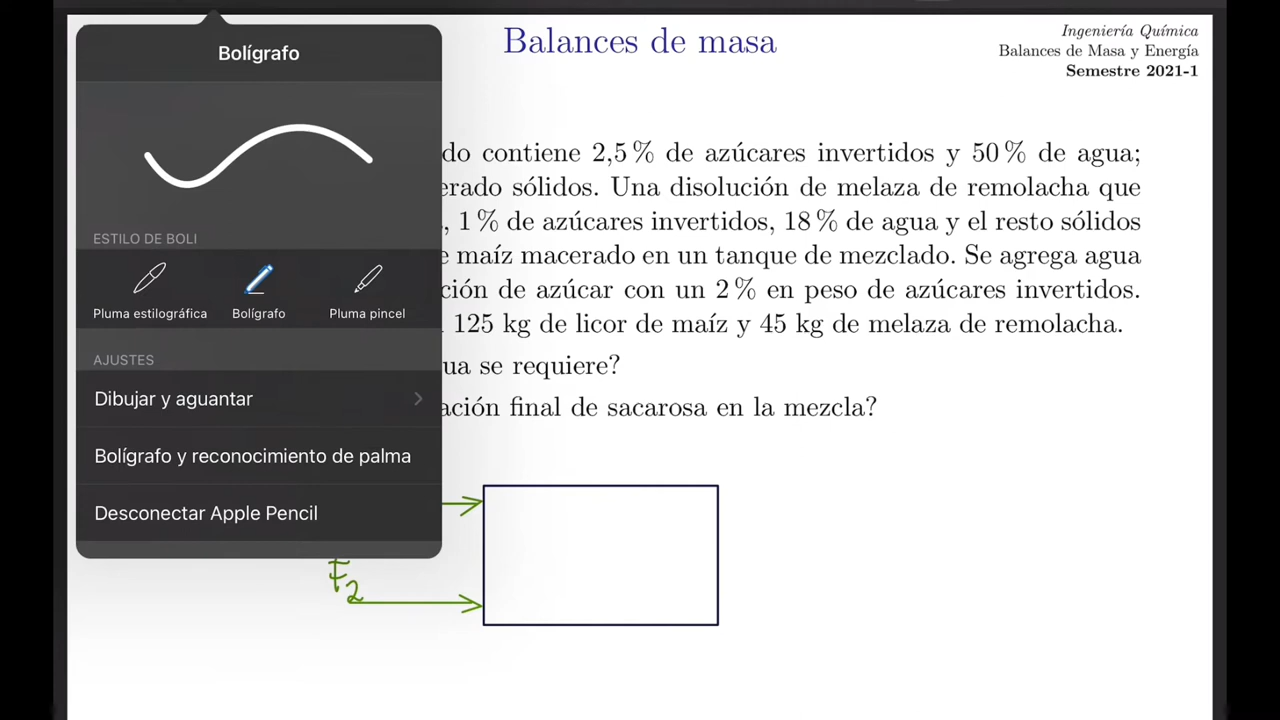 Bolígrafo
ESTILO DE BOLI
Pluma estilográfica
Bolígrafo
Pluma pincel
AJUSTES
Dibujar y aguantar
Bolígrafo y reconocimiento de palma
Desconectar Apple Pencil
Balances de masa
Ingeniería Química
Balances de Masa y Energía
Semestre 2021-1
do contiene 2,5 % de azúcares invertidos y 50 % de agua;
erado sólidos. Una disolución de melaza de remolacha que
, 1 % de azúcares invertidos, 18 % de agua y el resto sólidos
e maíz macerado en un tanque de mezclado. Se agrega agua
ción de azúcar con un 2 % en peso de azúcares invertidos.
125 kg de licor de maíz y 45 kg de melaza de remolacha.
ua se requiere?
ación final de sacarosa en la mezcla?
F2